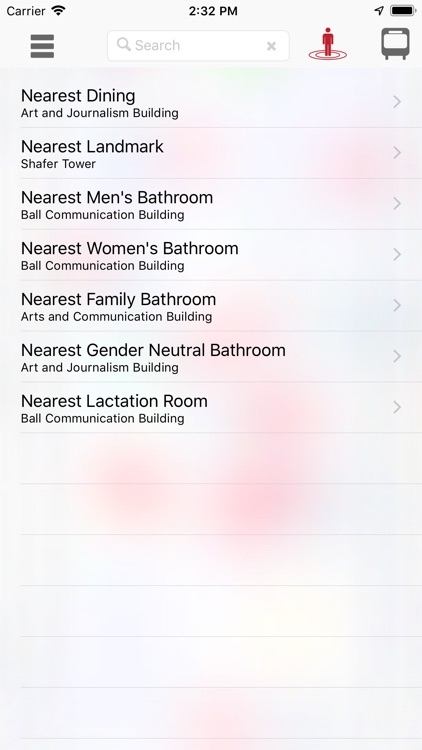 Carrier 2:32 PM
Search
Nearest Dining
Art and Journalism Building
Nearest Landmark
Shafer Tower
Nearest Men's Bathroom
Ball Communication Building
Nearest Women's Bathroom
Ball Communication Building
Nearest Family Bathroom
Arts and Communication Building
Nearest Gender Neutral Bathroom
Art and Journalism Building
Nearest Lactation Room
Ball Communication Building